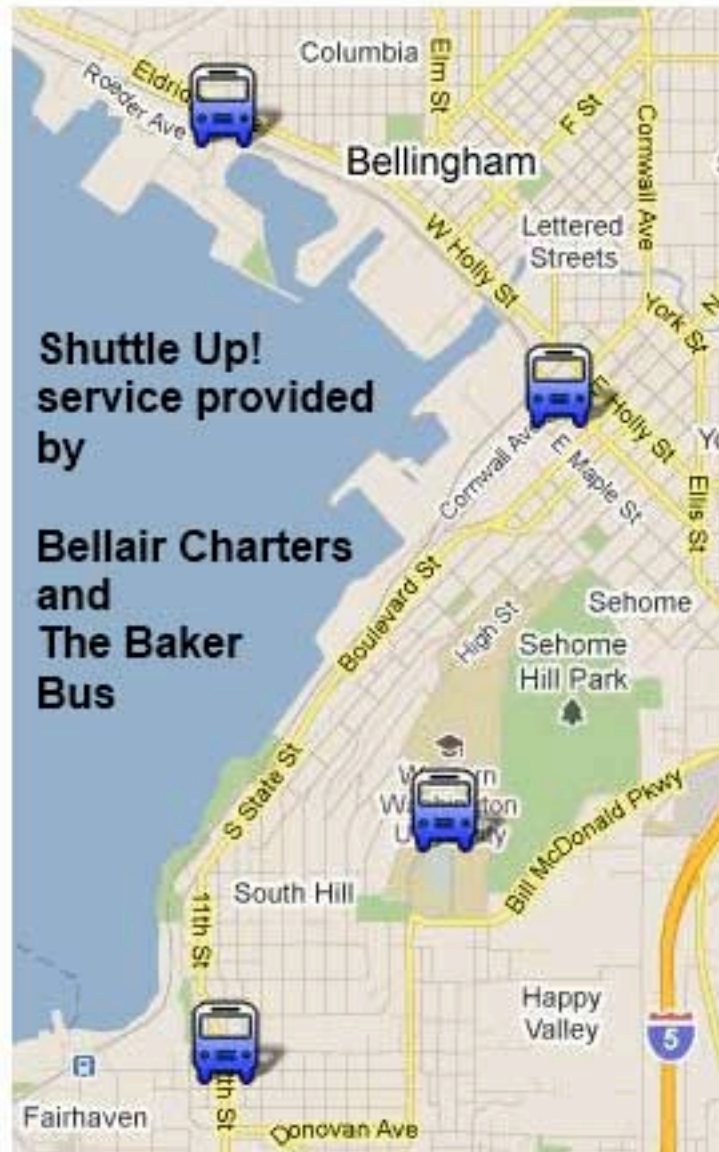 Columbia
Elm St
Roeder Ave
F St
Cornwall Ave
Bellingham
Lettered
Streets
W Holly St
York St
Shuttle Up!
service provided
by
E Holly St
Cornwall Ave
E Maple St
Ellis St
Bellair Charters
and
The Baker
Bus
Boulevard St
High St
Sehome
Sehome
Hill Park
S State St
Bill McDonald Pkwy
South Hill
11th St
Happy
Valley
5
Fairhaven
Donovan Ave